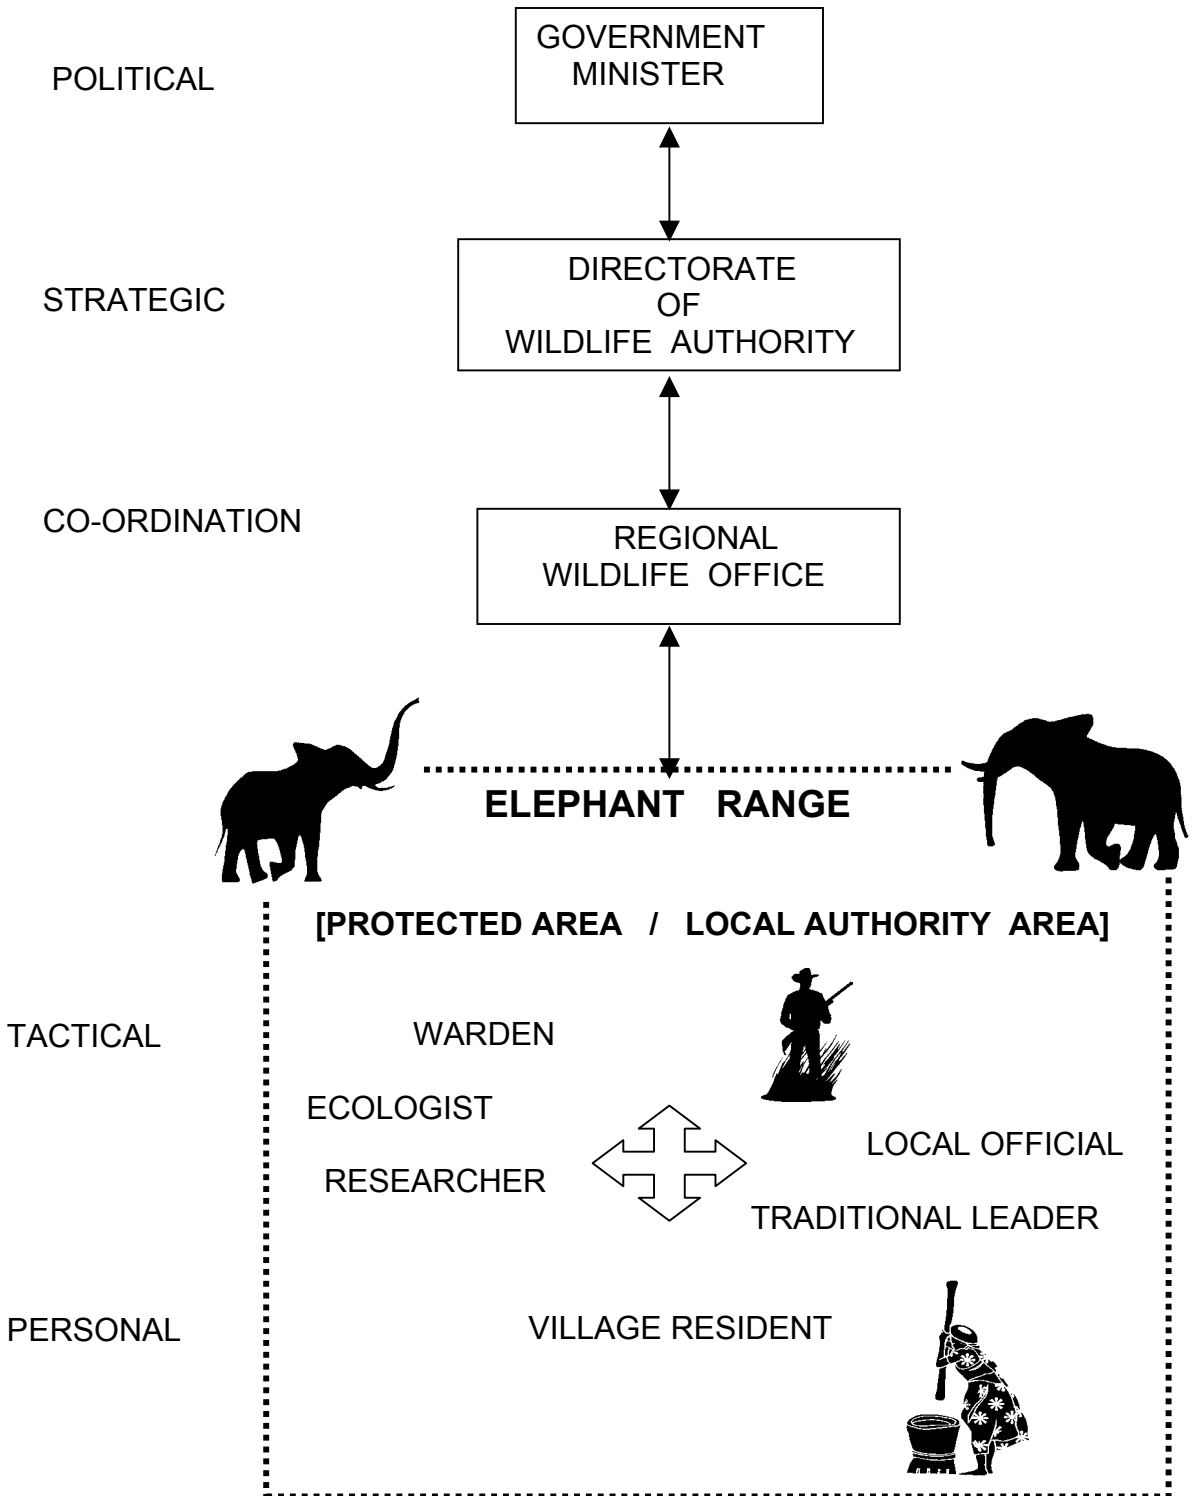 GOVERNMENT
MINISTER
POLITICAL
DIRECTORATE
OF
WILDLIFE AUTHORITY
STRATEGIC
CO-ORDINATION
REGIONAL
WILDLIFE OFFICE
ELEPHANT RANGE
[PROTECTED AREA / LOCAL AUTHORITY AREA]
TACTICAL
WARDEN
ECOLOGIST
LOCAL OFFICIAL
RESEARCHER
TRADITIONAL LEADER
PERSONAL
VILLAGE RESIDENT